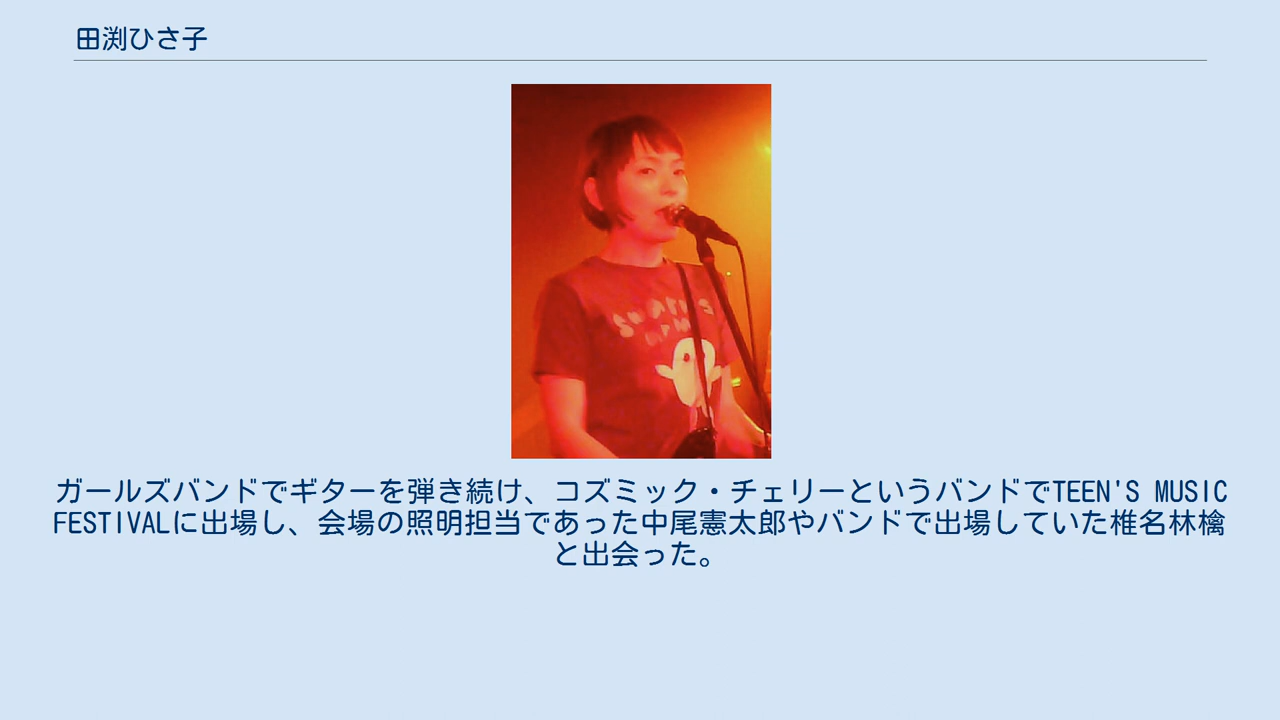 田渕ひさ子
ガールズバンドでギターを弾き続け、コズミック・チェリーというバンドでTEEN'S MUSIC
FESTIVALに出場し、会場の照明担当であった中尾憲太郎やバンドで出場していた椎名林檎
と出会った。